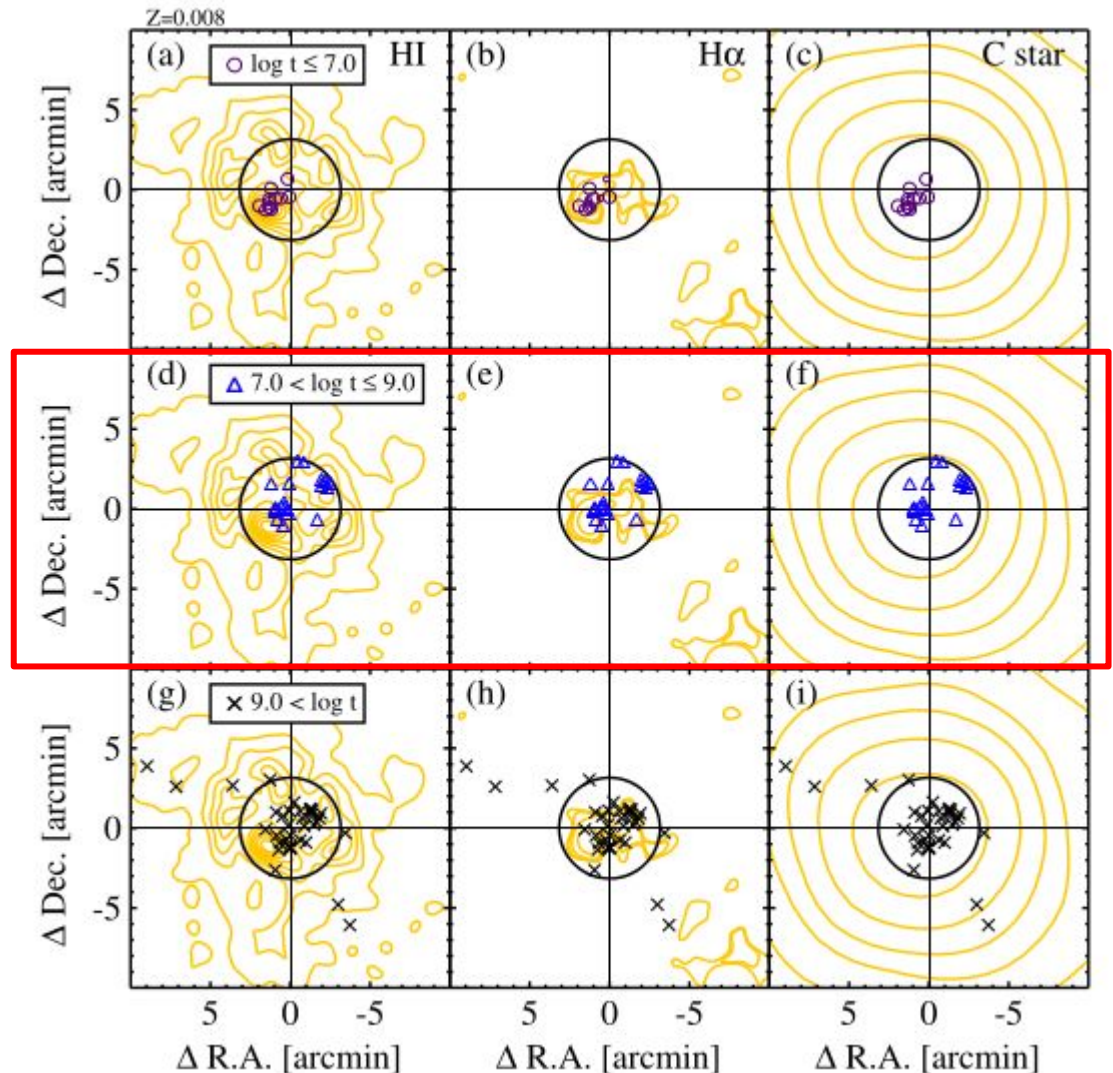 Z=0.008
(a) log t ≤ 7.0 HI
(b) Hα
(c) C star
5
0
-5
Δ Dec. [arcmin]
(d) 7.0 < log t ≤ 9.0
(e)
(f)
5
0
-5
Δ Dec. [arcmin]
(g) 9.0 < log t
(h)
(i)
5
0
-5
Δ Dec. [arcmin]
5 0 -5 5 0 -5 5 0 -5
Δ R.A. [arcmin] Δ R.A. [arcmin] Δ R.A. [arcmin]